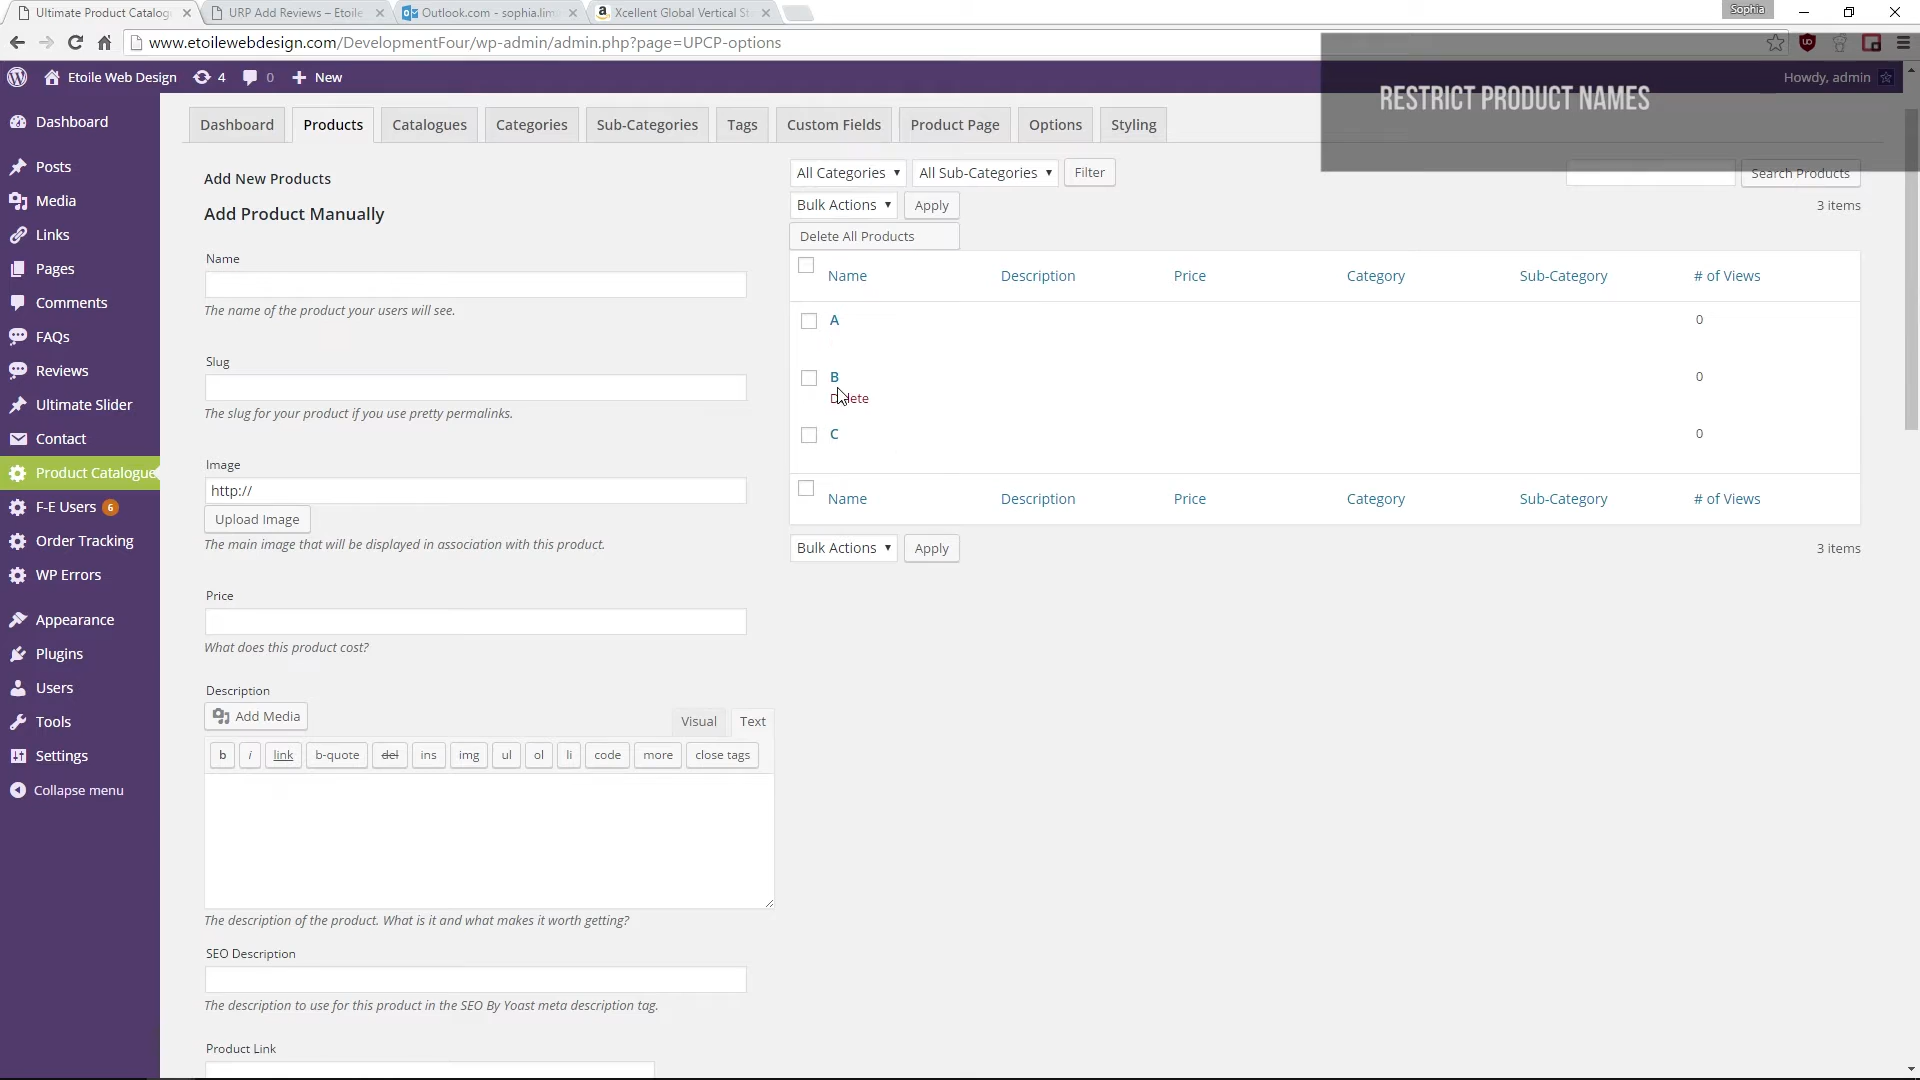 Ultimate Product Catalog
URP Add Reviews – Etoile
Outlook.com - sophia.lim
Xcellent Global Vertical St
Sophia
www.etoilewebdesign.com/DevelopmentFour/wp-admin/admin.php?page=UPCP-options
Etoile Web Design
4
0
New
Howdy, admin
RESTRICT PRODUCT NAMES
Dashboard
Posts
Media
Links
Pages
Comments
FAQs
Reviews
Ultimate Slider
Contact
Product Catalogue
F-E Users 6
Order Tracking
WP Errors
Appearance
Plugins
Users
Tools
Settings
Collapse menu
Dashboard Products Catalogues Categories Sub-Categories Tags Custom Fields Product Page Options Styling
Add New Products
Add Product Manually
Name
The name of the product your users will see.
Slug
The slug for your product if you use pretty permalinks.
Image
http://
Upload Image
The main image that will be displayed in association with this product.
Price
What does this product cost?
Description
Add Media
Visual Text
b i link b-quote del ins img ul ol li code more close tags
The description of the product. What is it and what makes it worth getting?
SEO Description
The description to use for this product in the SEO By Yoast meta description tag.
Product Link
All Categories All Sub-Categories Filter
Search Products
Bulk Actions Apply
3 items
Delete All Products
Name Description Price Category Sub-Category # of Views
A 0
B 0
Delete
C 0
Name Description Price Category Sub-Category # of Views
Bulk Actions Apply
3 items